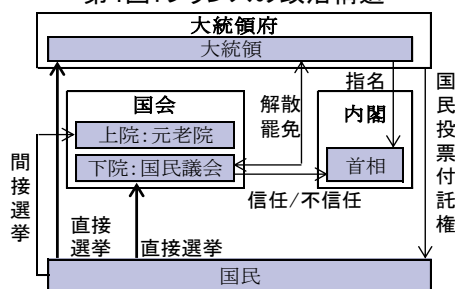 大統領府
大統領
指名
国民投票付託権
国会
解散
罷免
内閣
上院:元老院
下院:国民議会
首相
間接選挙
信任/不信任
直接
選挙
直接選挙
国民